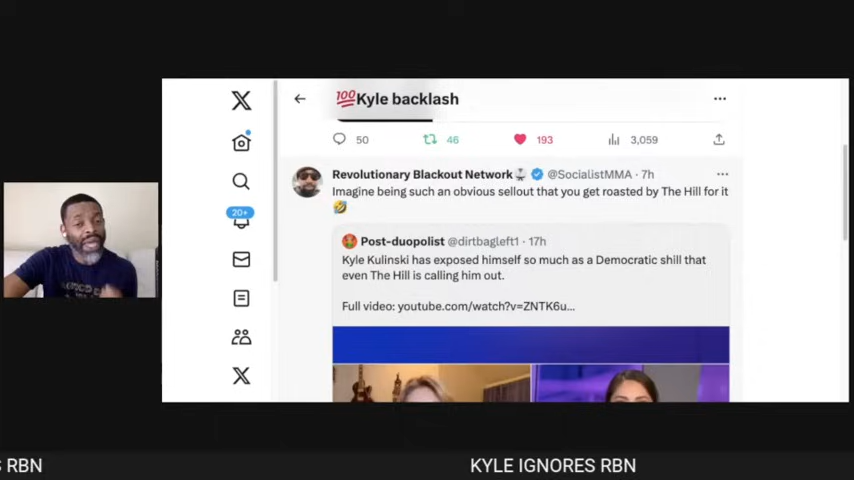 💯Kyle backlash
50 46 193 3,059
20+
Revolutionary Blackout Network @SocialistMMA · 7h
Imagine being such an obvious sellout that you get roasted by The Hill for it
🤣
Post-duopolist @dirtbagleft1 · 17h
Kyle Kulinski has exposed himself so much as a Democratic shill that
even The Hill is calling him out.
Full video: youtube.com/watch?v=ZNTK6u...
S RBN
KYLE IGNORES RBN